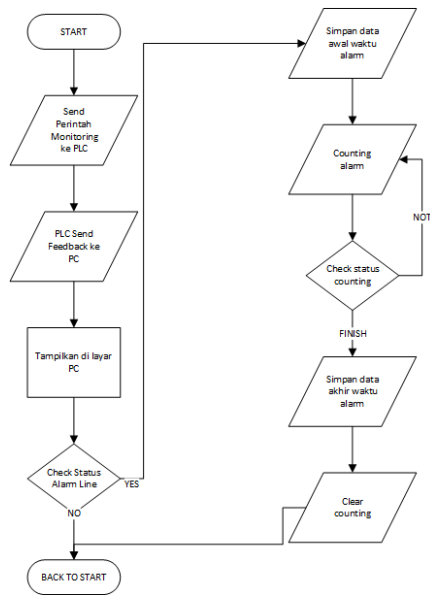 START
Send
Perintah
Monitoring
ke PLC
PLC Send
Feedback ke
PC
Tampilkan di layar
PC
Check Status
Alarm Line
YES
NO
BACK TO START
Simpan data
awal waktu
alarm
Counting
alarm
NOT
Check status
counting
FINISH
Simpan data
akhir waktu
alarm
Clear
counting